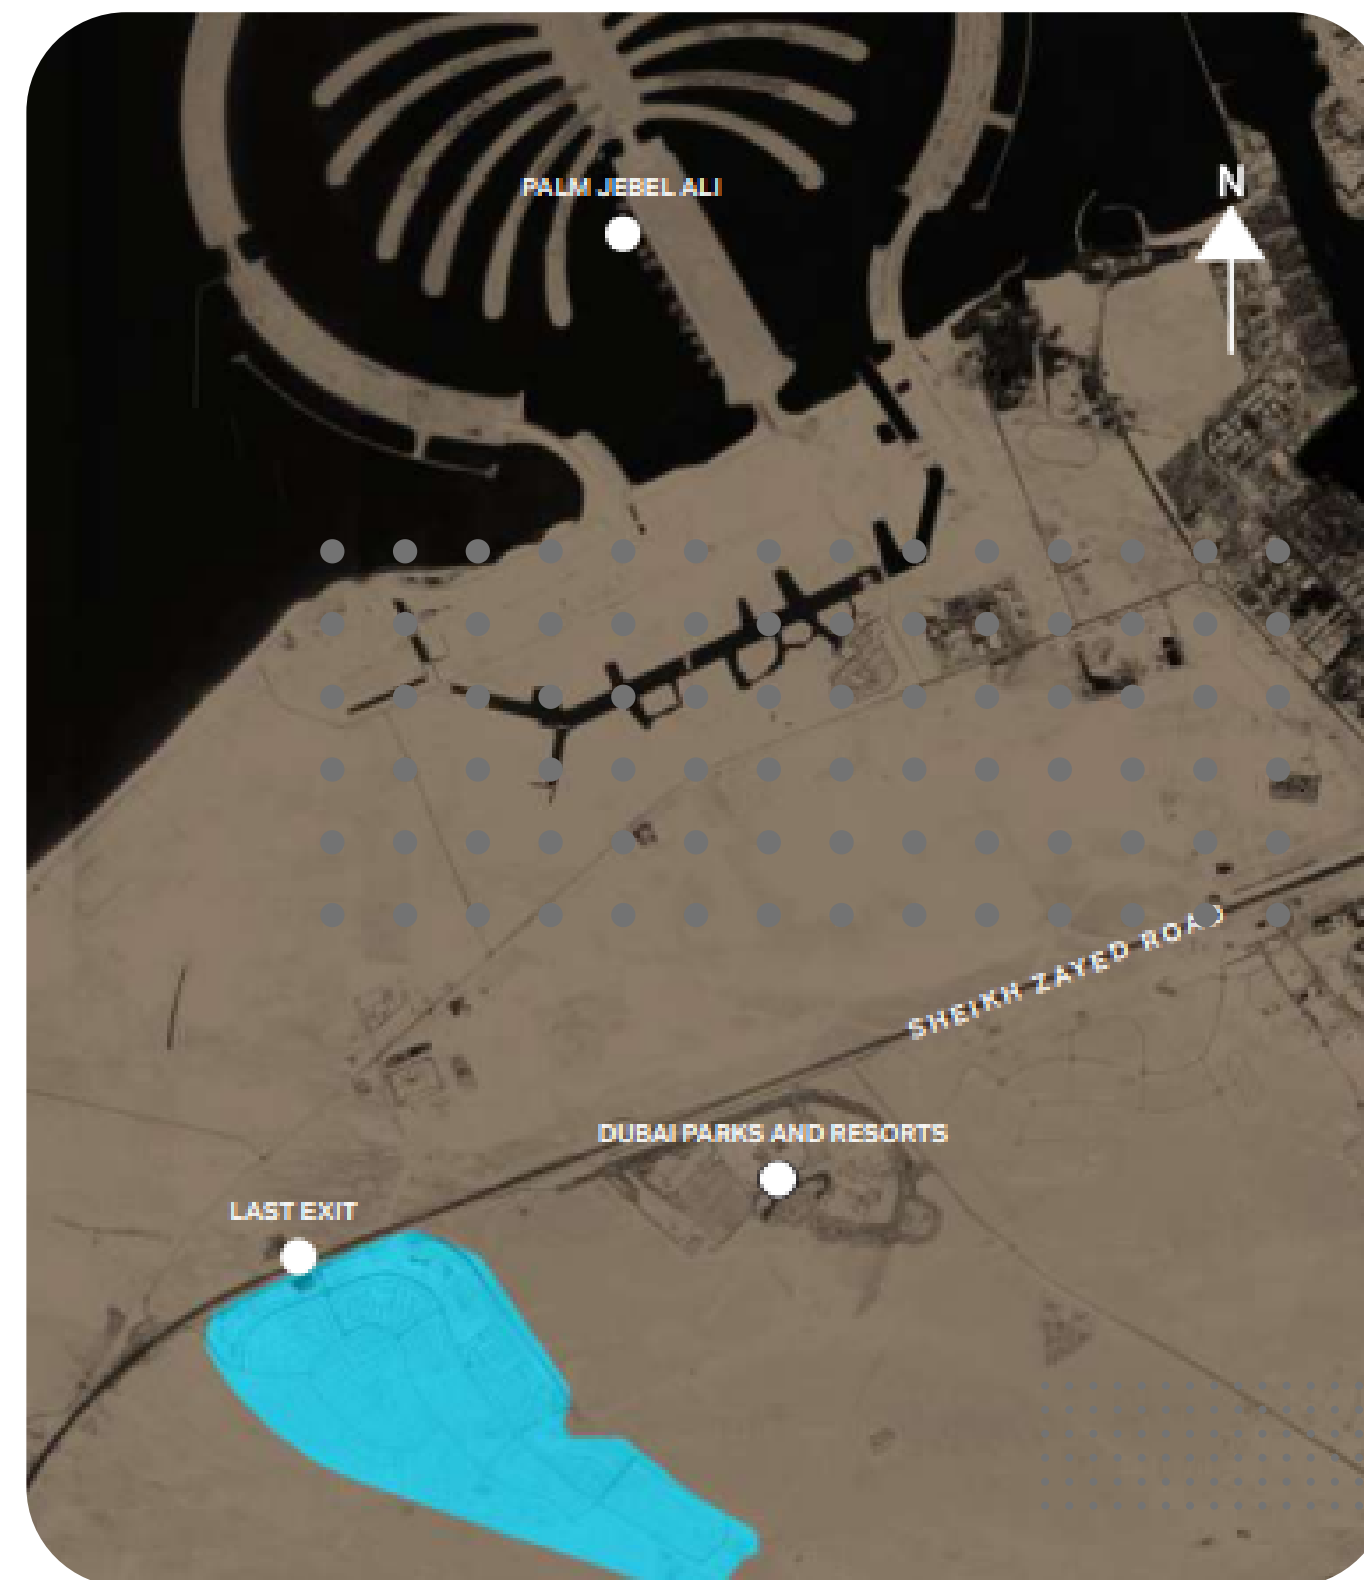 PALM JEBEL ALI
N
SHEIKH ZAYED ROAD
DUBAI PARKS AND RESORTS
LAST EXIT